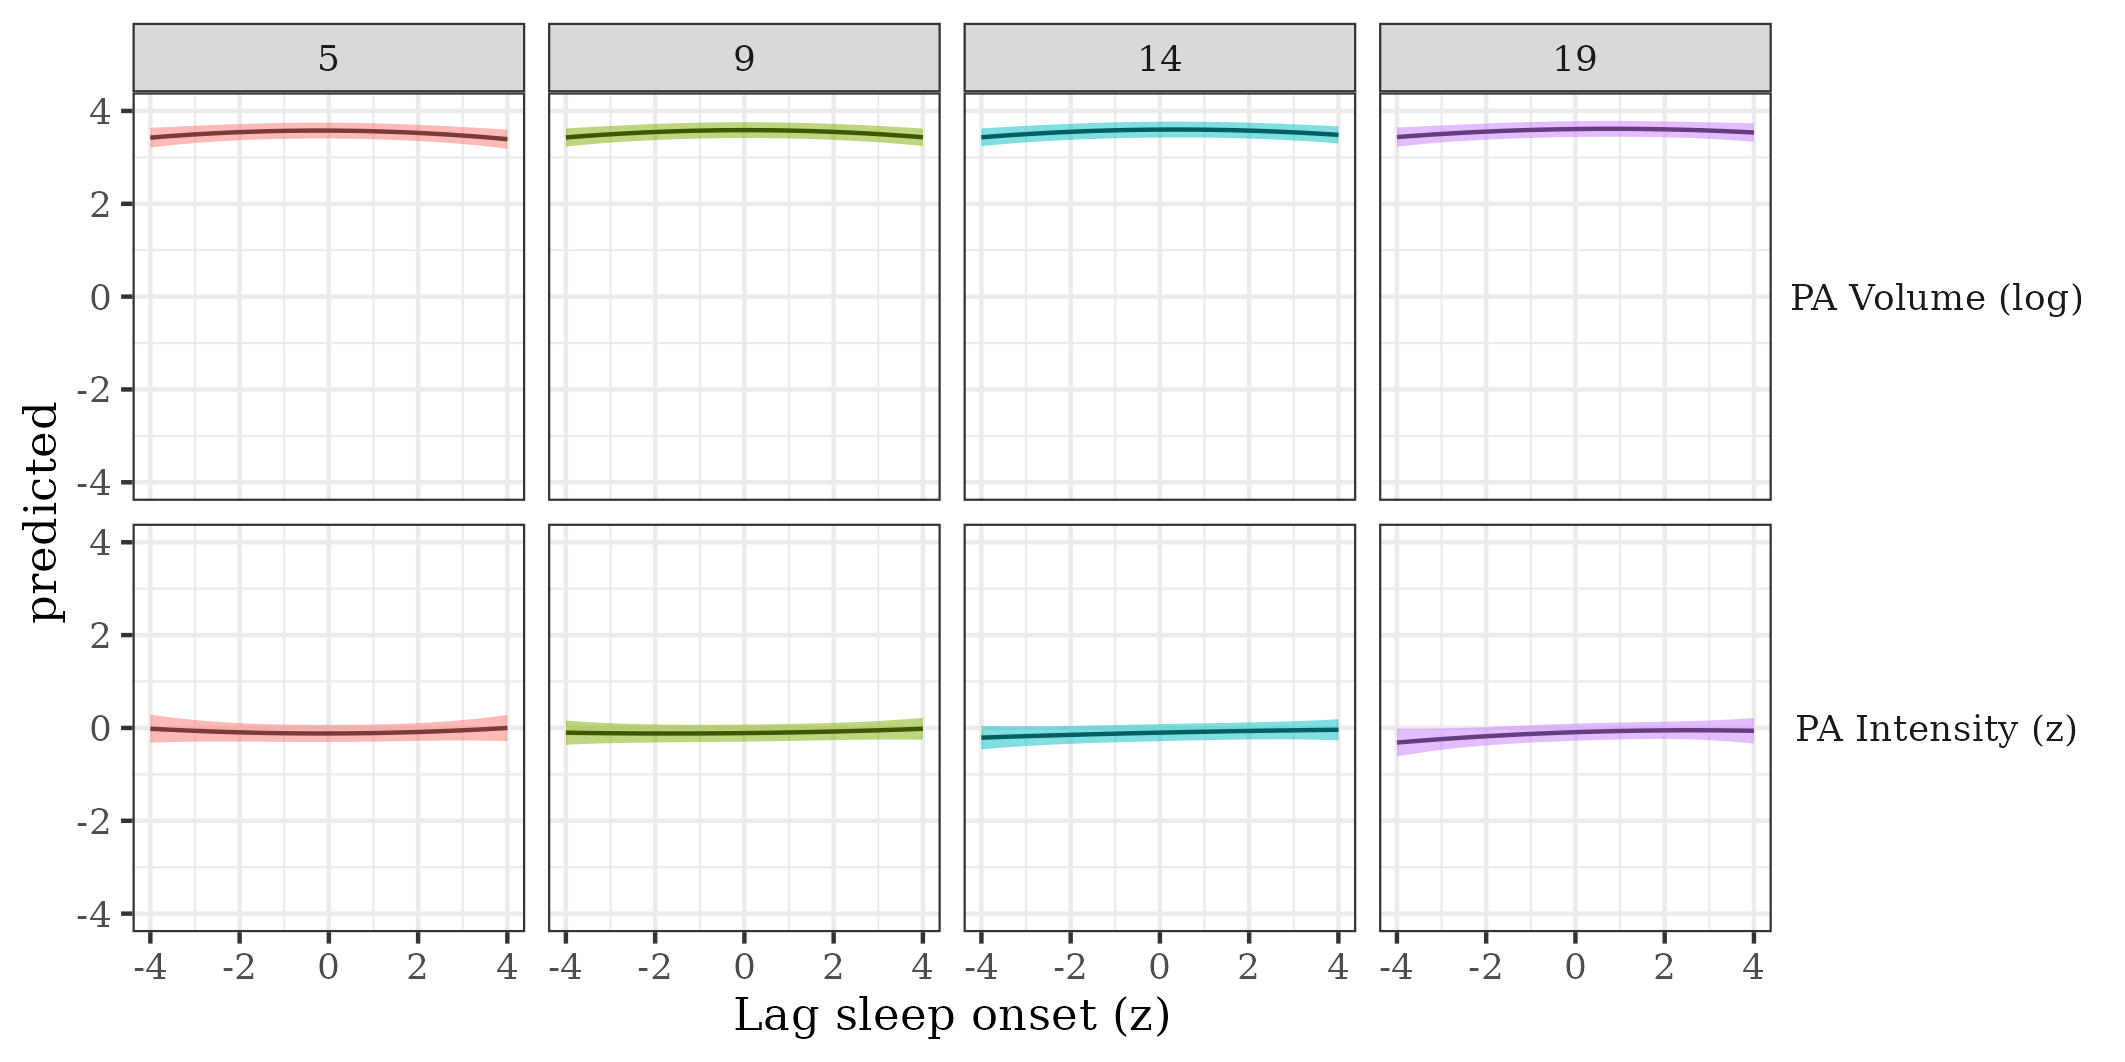 5 9 14 19
4
2
0
-2
-4
PA Volume (log)
predicted
4
2
0
-2
-4
PA Intensity (z)
-4 -2 0 2 4 -4 -2 0 2 4 -4 -2 0 2 4 -4 -2 0 2 4
Lag sleep onset (z)